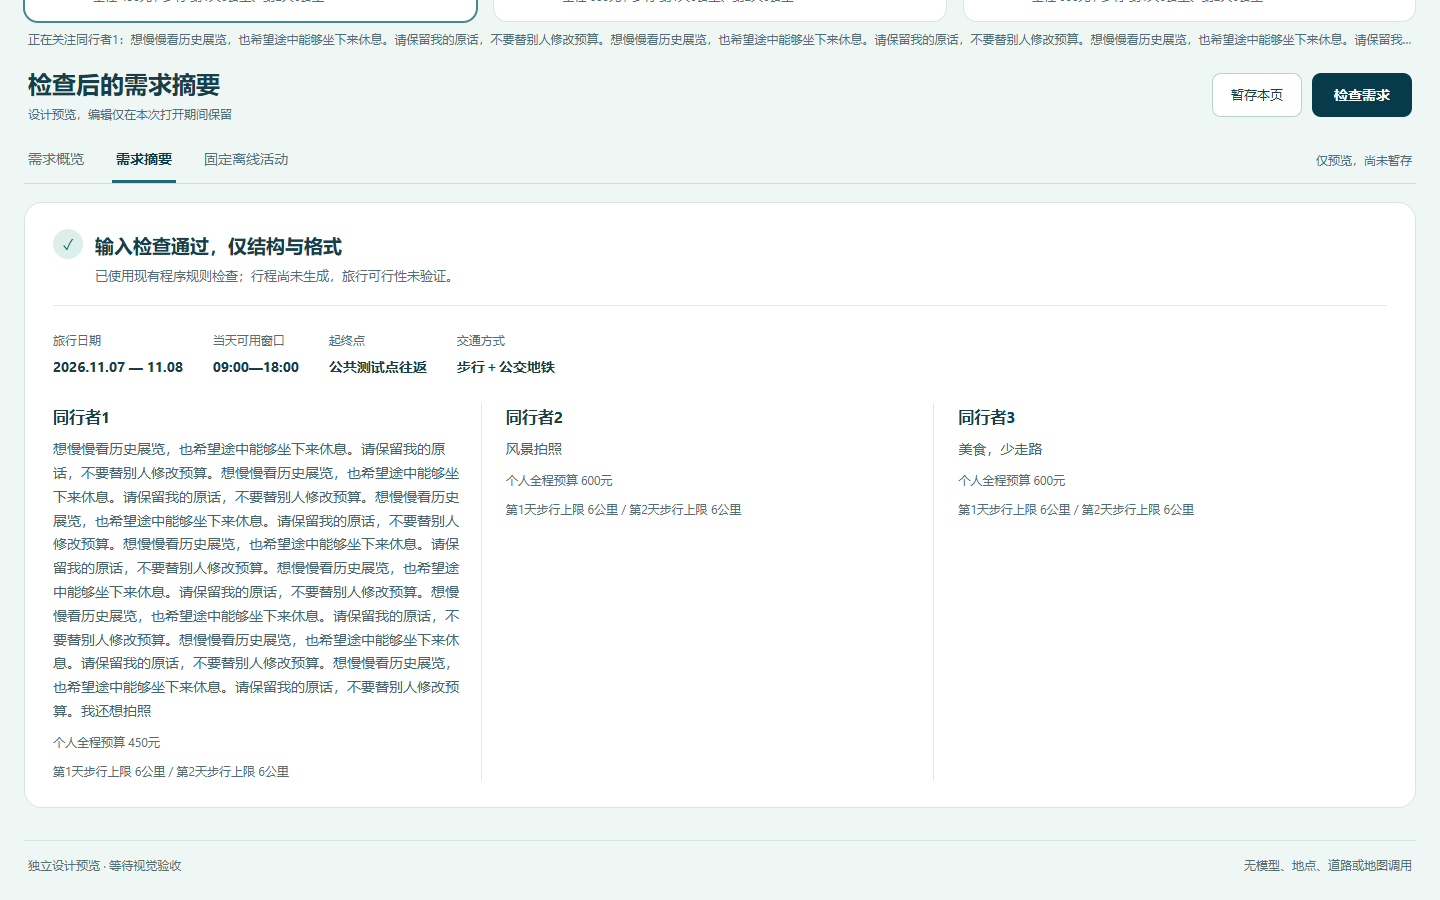 正在关注同行者1：想慢慢看历史展览，也希望途中能够坐下来休息。请保留我的原话，不要替别人修改预算。想慢慢看历史展览，也希望途中能够坐下来休息。请保留我的原话，不要替别人修改预算。想慢慢看历史展览，也希望途中能够坐下来休息。请保留我...
检查后的需求摘要
设计预览，编辑仅在本次打开期间保留
暂存本页
检查需求
需求概览
需求摘要
固定离线活动
仅预览，尚未暂存
✓
输入检查通过，仅结构与格式
已使用现有程序规则检查；行程尚未生成，旅行可行性未验证。
旅行日期
2026.11.07 — 11.08
当天可用窗口
09:00—18:00
起终点
公共测试点往返
交通方式
步行 + 公交地铁
同行者1
想慢慢看历史展览，也希望途中能够坐下来休息。请保留我的原
话，不要替别人修改预算。想慢慢看历史展览，也希望途中能够坐
下来休息。请保留我的原话，不要替别人修改预算。想慢慢看历史
展览，也希望途中能够坐下来休息。请保留我的原话，不要替别人
修改预算。想慢慢看历史展览，也希望途中能够坐下来休息。请保
留我的原话，不要替别人修改预算。想慢慢看历史展览，也希望途
中能够坐下来休息。请保留我的原话，不要替别人修改预算。想慢
慢看历史展览，也希望途中能够坐下来休息。请保留我的原话，不
要替别人修改预算。想慢慢看历史展览，也希望途中能够坐下来休
息。请保留我的原话，不要替别人修改预算。想慢慢看历史展览，
也希望途中能够坐下来休息。请保留我的原话，不要替别人修改预
算。我还想拍照
个人全程预算 450元
第1天步行上限 6公里 / 第2天步行上限 6公里
同行者2
风景拍照
个人全程预算 600元
第1天步行上限 6公里 / 第2天步行上限 6公里
同行者3
美食，少走路
个人全程预算 600元
第1天步行上限 6公里 / 第2天步行上限 6公里
独立设计预览 · 等待视觉验收
无模型、地点、道路或地图调用